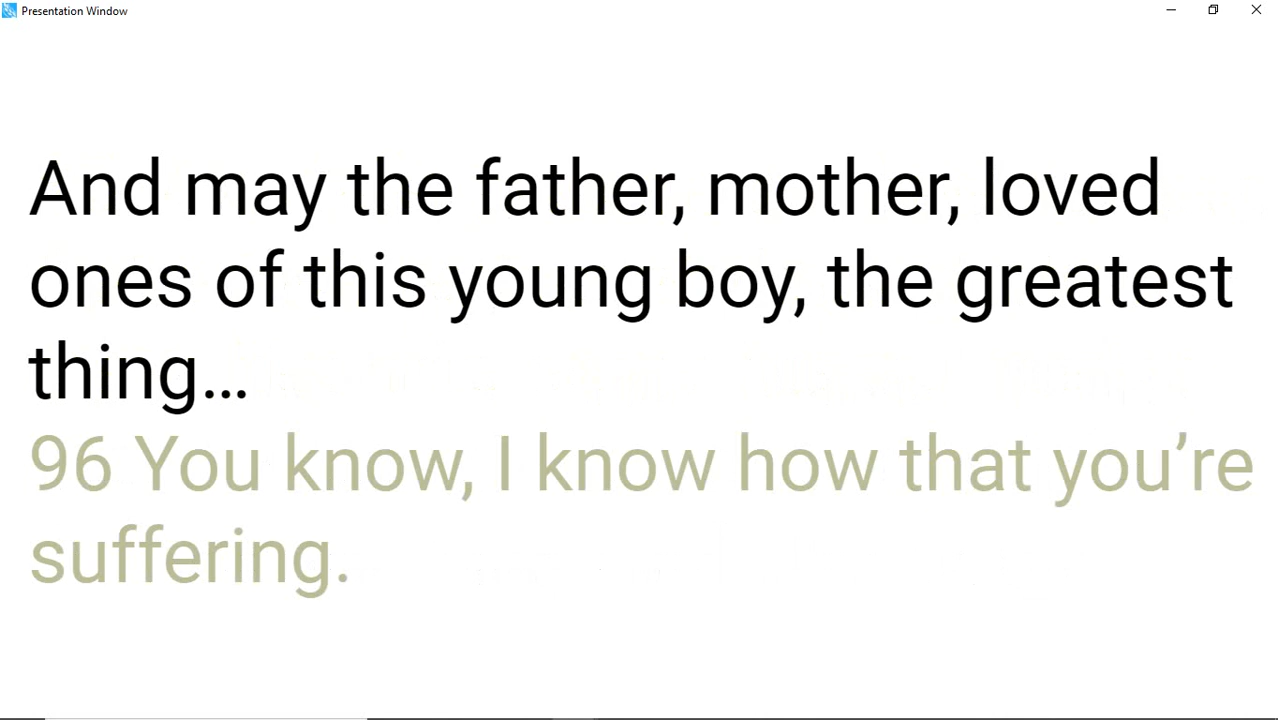 Presentation Window
And may the father, mother, loved
ones of this young boy, the greatest
thing…
96 You know, I know how that you’re
suffering.